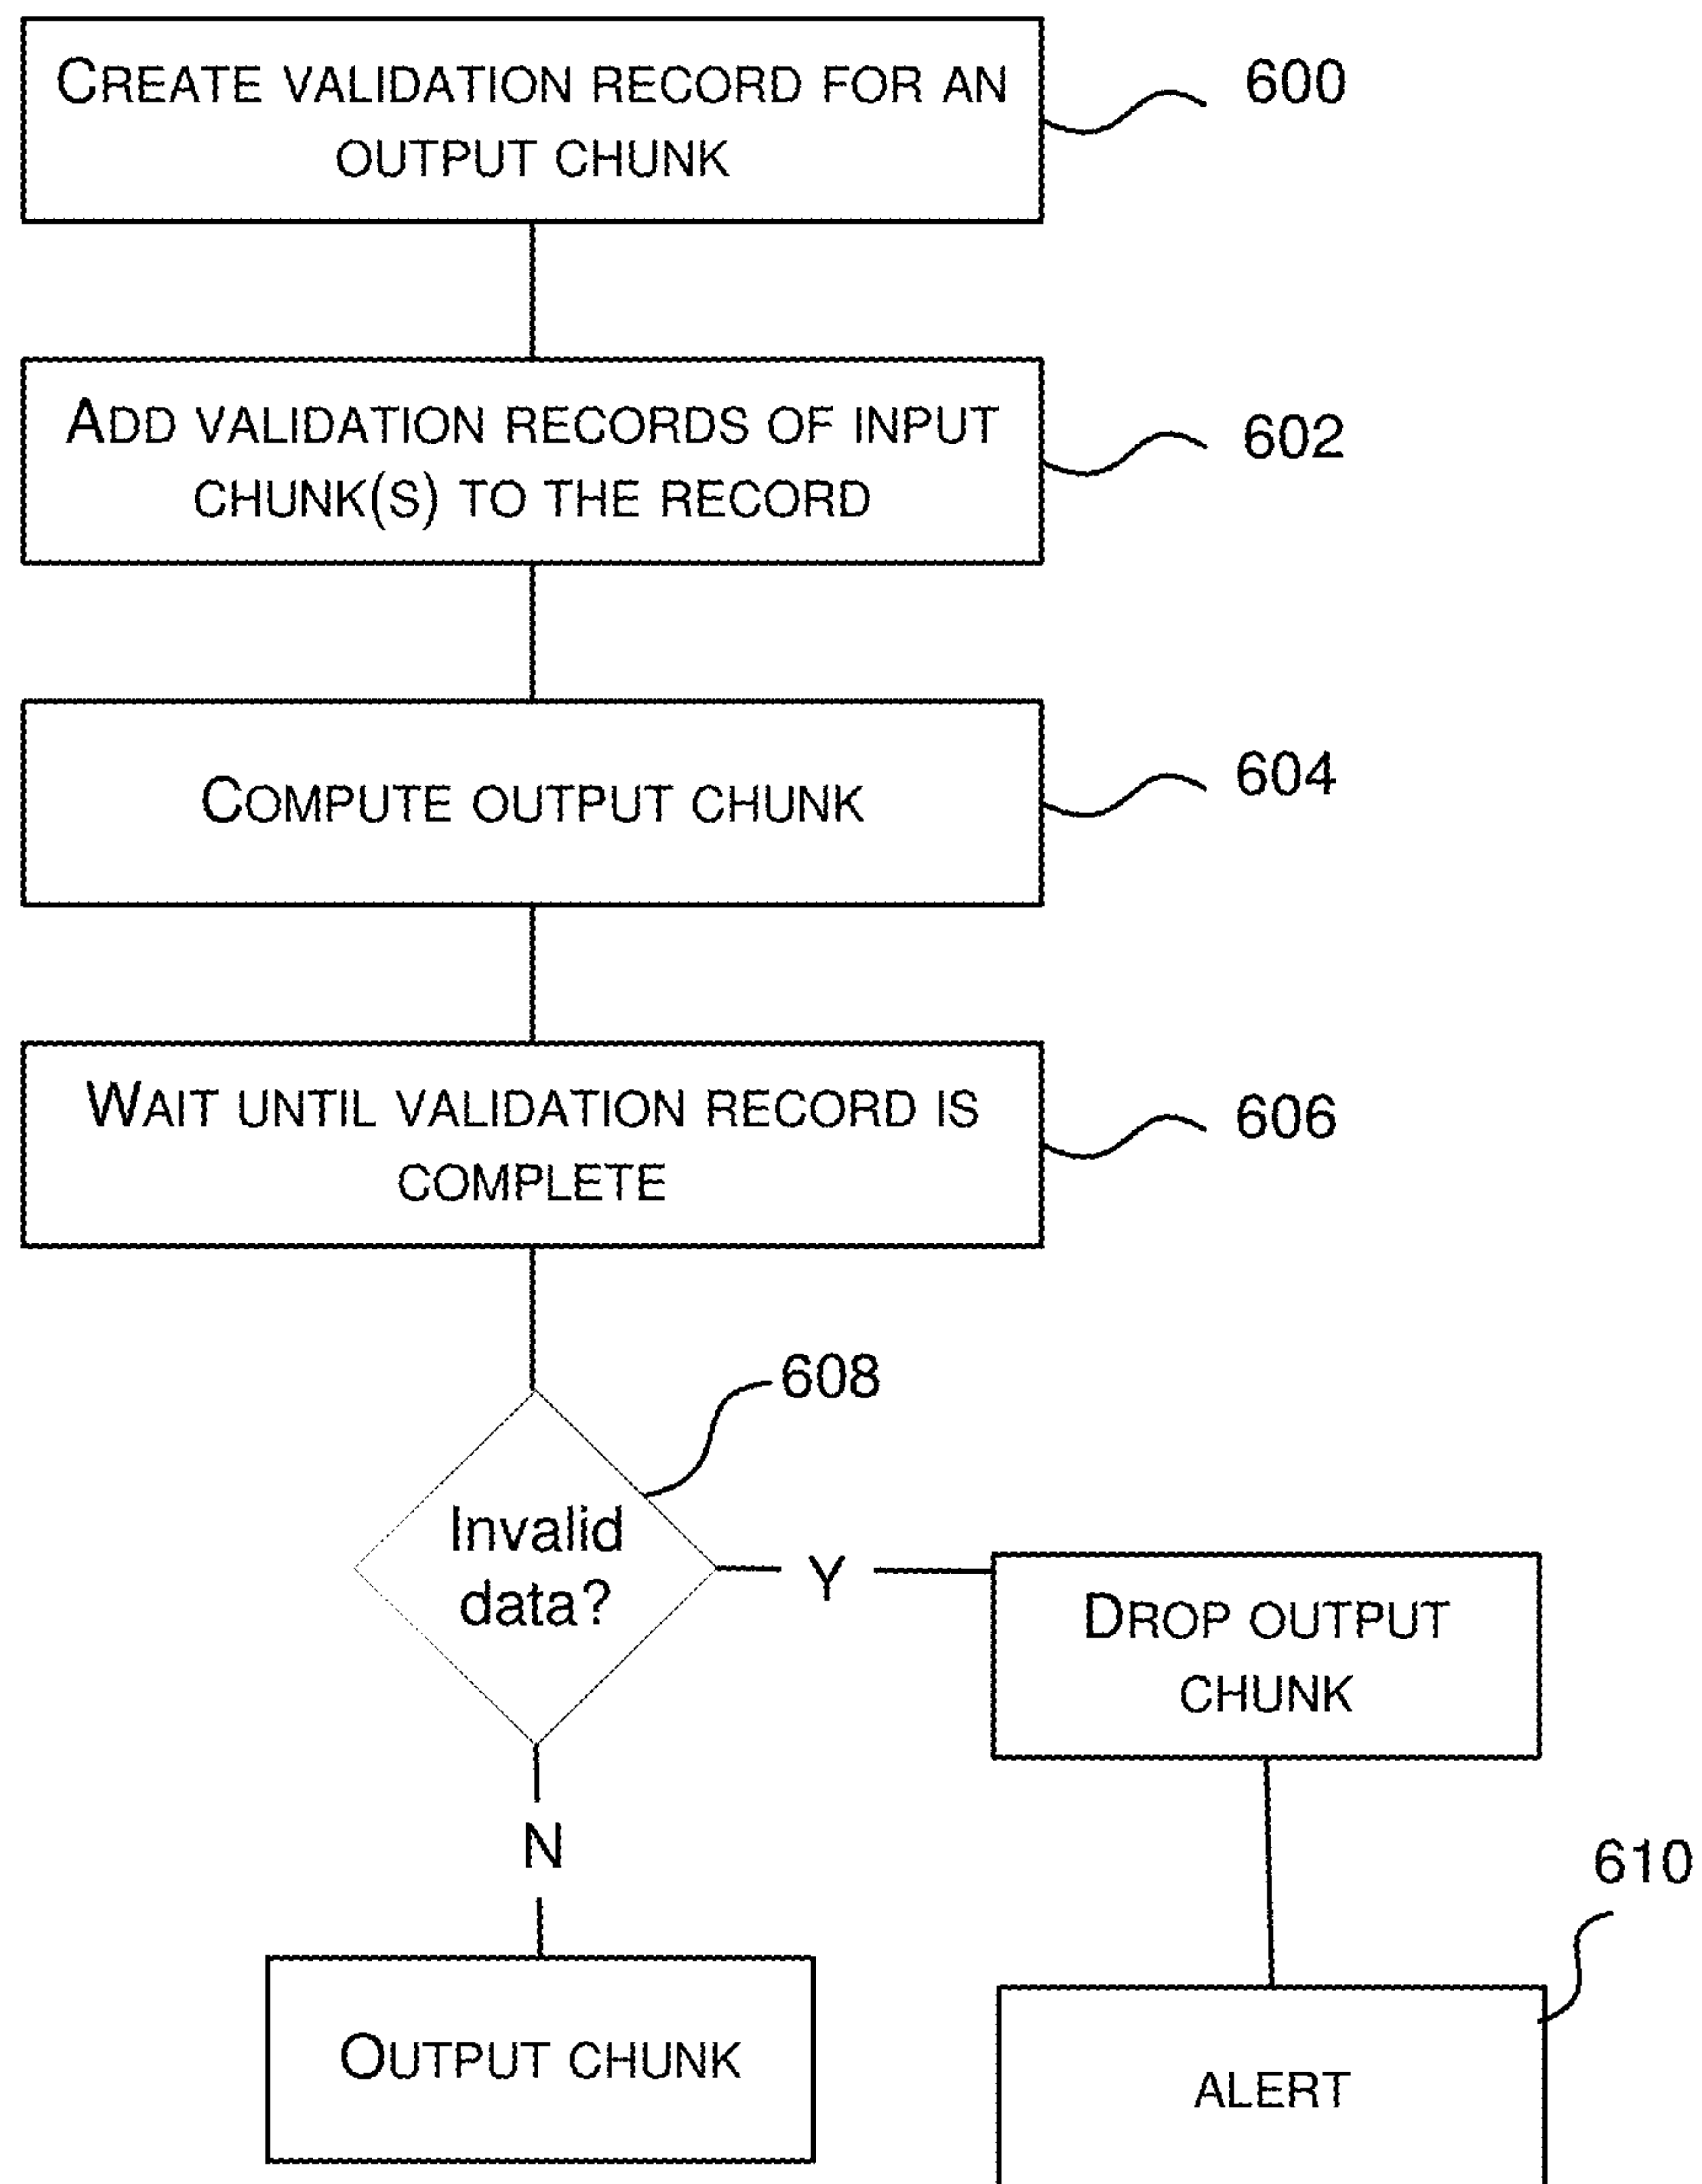 CREATE VALIDATION RECORD FOR AN
OUTPUT CHUNK
600
ADD VALIDATION RECORDS OF INPUT
CHUNK(S) TO THE RECORD
602
COMPUTE OUTPUT CHUNK
604
WAIT UNTIL VALIDATION RECORD IS
COMPLETE
606
608
Invalid
data?
Y
DROP OUTPUT
CHUNK
N
610
OUTPUT CHUNK
ALERT